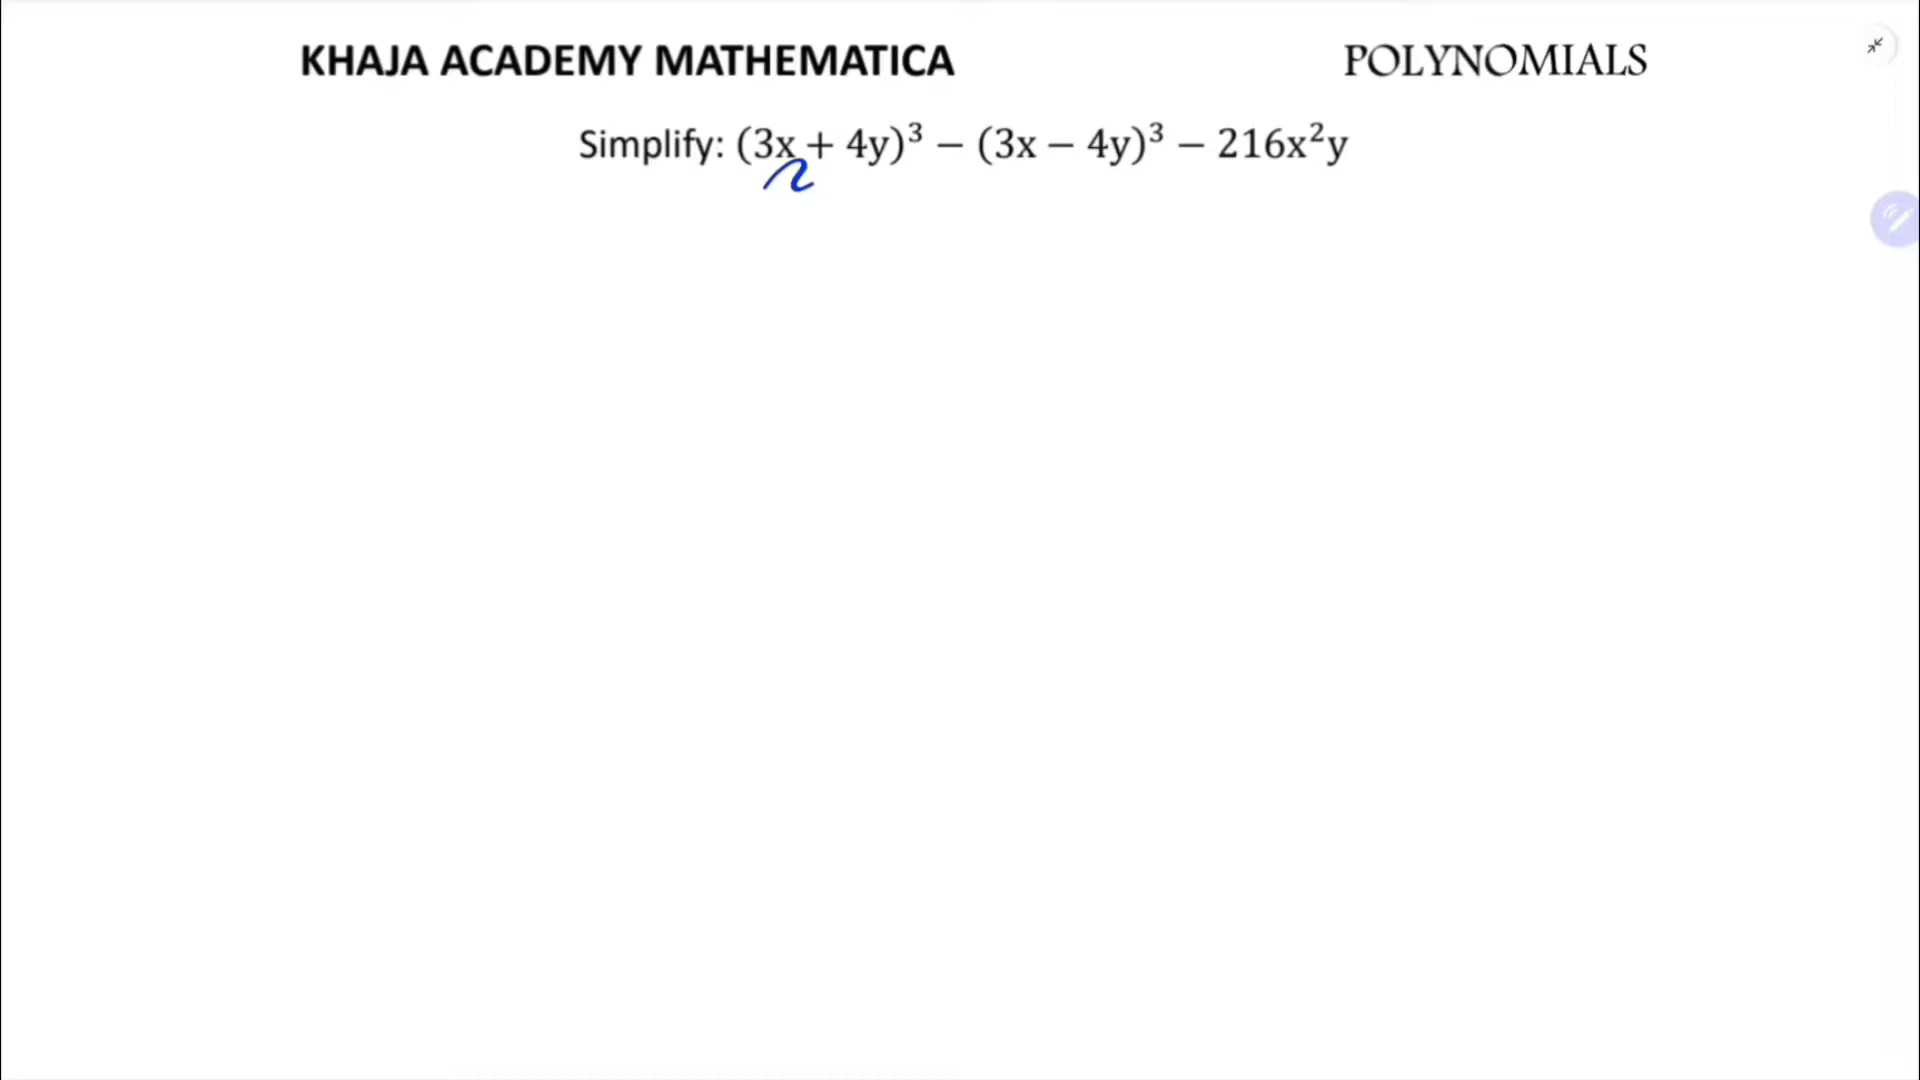 KHAJA ACADEMY MATHEMATICA POLYNOMIALS
Simplify: (3x + 4y)³ − (3x − 4y)³ − 216x²y